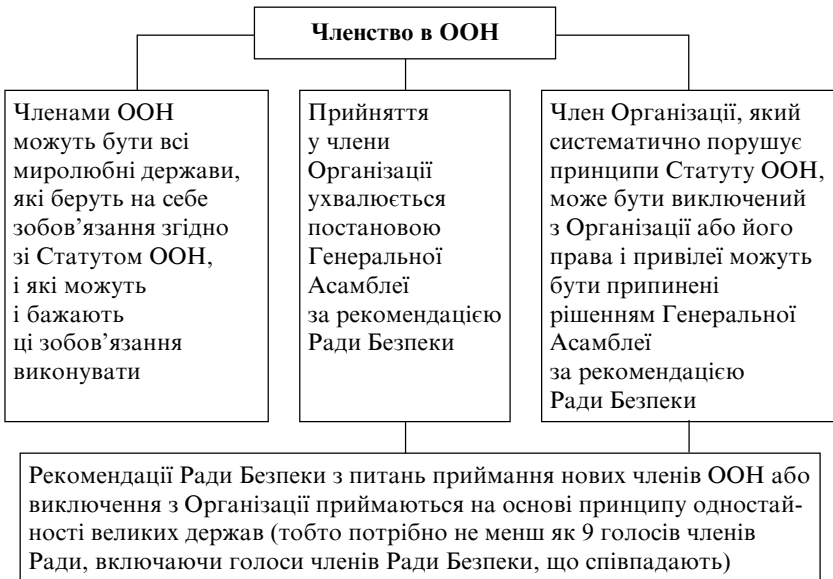 Членство в ООН
Членами ООН
можуть бути всі
миролюбні держави,
які беруть на себе
зобов’язання згідно
зі Статутом ООН,
і які можуть
і бажають
ці зобов’язання
виконувати
Прийняття
у члени
Організації
ухвалюється
постановою
Генеральної
Асамблеї
за рекомендацією
Ради Безпеки
Член Організації, який
систематично порушує
принципи Статуту ООН,
може бути виключений
з Організації або його
права і привілеї можуть
бути припинені
рішенням Генеральної
Асамблеї
за рекомендацією
Ради Безпеки
Рекомендації Ради Безпеки з питань приймання нових членів ООН або
виключення з Організації приймаються на основі принципу одностай-
ності великих держав (тобто потрібно не менш як 9 голосів членів
Ради, включаючи голоси членів Ради Безпеки, що співпадають)